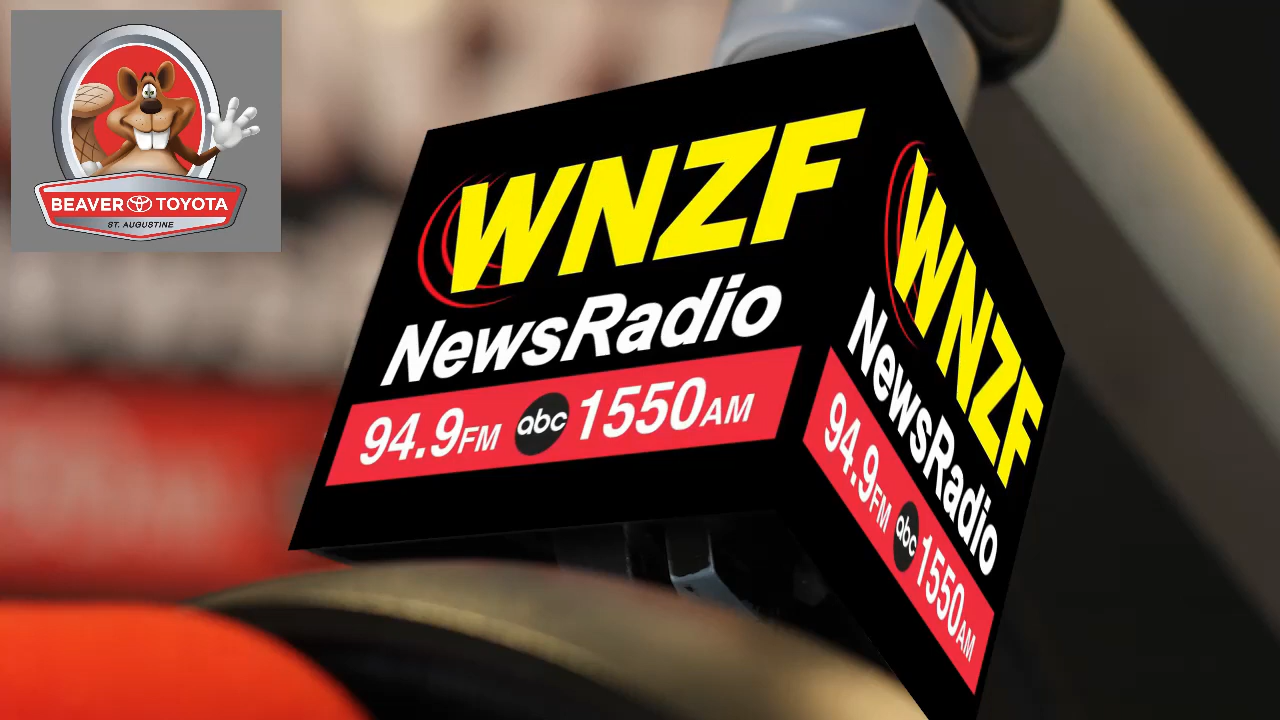 BEAVER TOYOTA
ST. AUGUSTINE
WNZF
NewsRadio
94.9FM abc 1550AM
WNZF
NewsRadio
94.9FM abc 1550AM